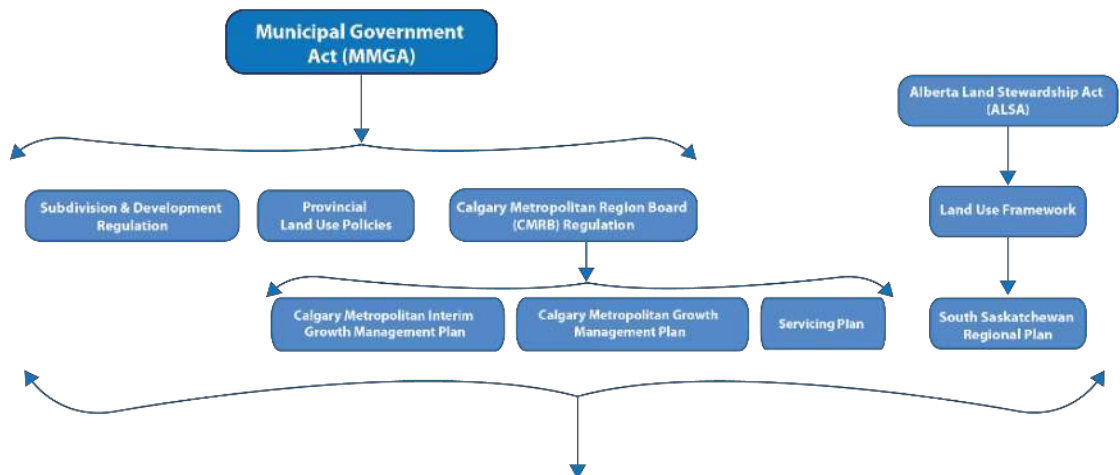 Municipal Government
Act (MMGA)
Alberta Land Stewardship Act
(ALSA)
Subdivision & Development
Regulation
Provincial
Land Use Policies
Calgary Metropolitan Region Board
(CMRB) Regulation
Land Use Framework
Calgary Metropolitan Interim
Growth Management Plan
Calgary Metropolitan Growth
Management Plan
Servicing Plan
South Saskatchewan
Regional Plan